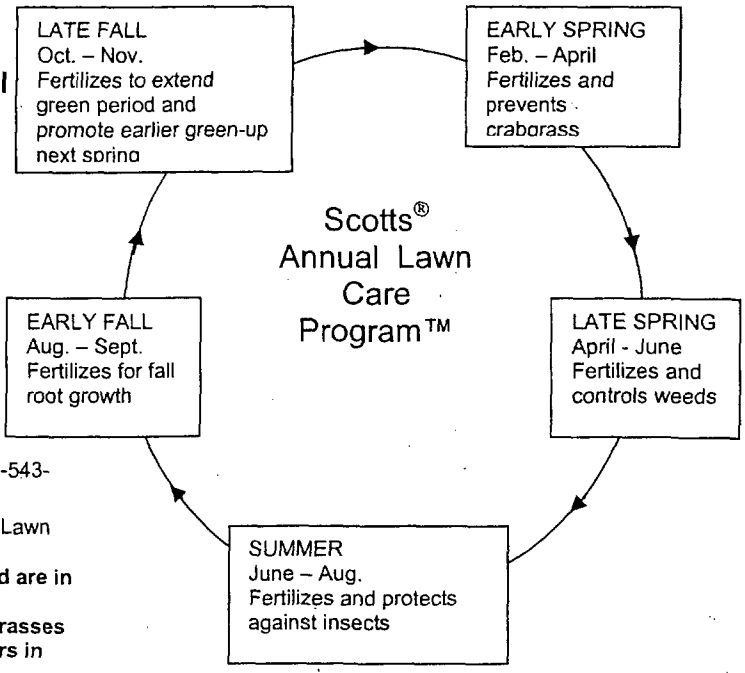 LATE FALL
Oct. – Nov.
Fertilizes to extend
green period and
promote earlier green-up
next spring
EARLY SPRING
Feb. – April
Fertilizes and
prevents
crabgrass
Scotts®
Annual Lawn
Care
Program™
EARLY FALL
Aug. – Sept.
Fertilizes for fall
root growth
LATE SPRING
April - June
Fertilizes and
controls weeds
SUMMER
June – Aug.
Fertilizes and protects
against insects
-543-
Lawn
d are in
rasses
rs in